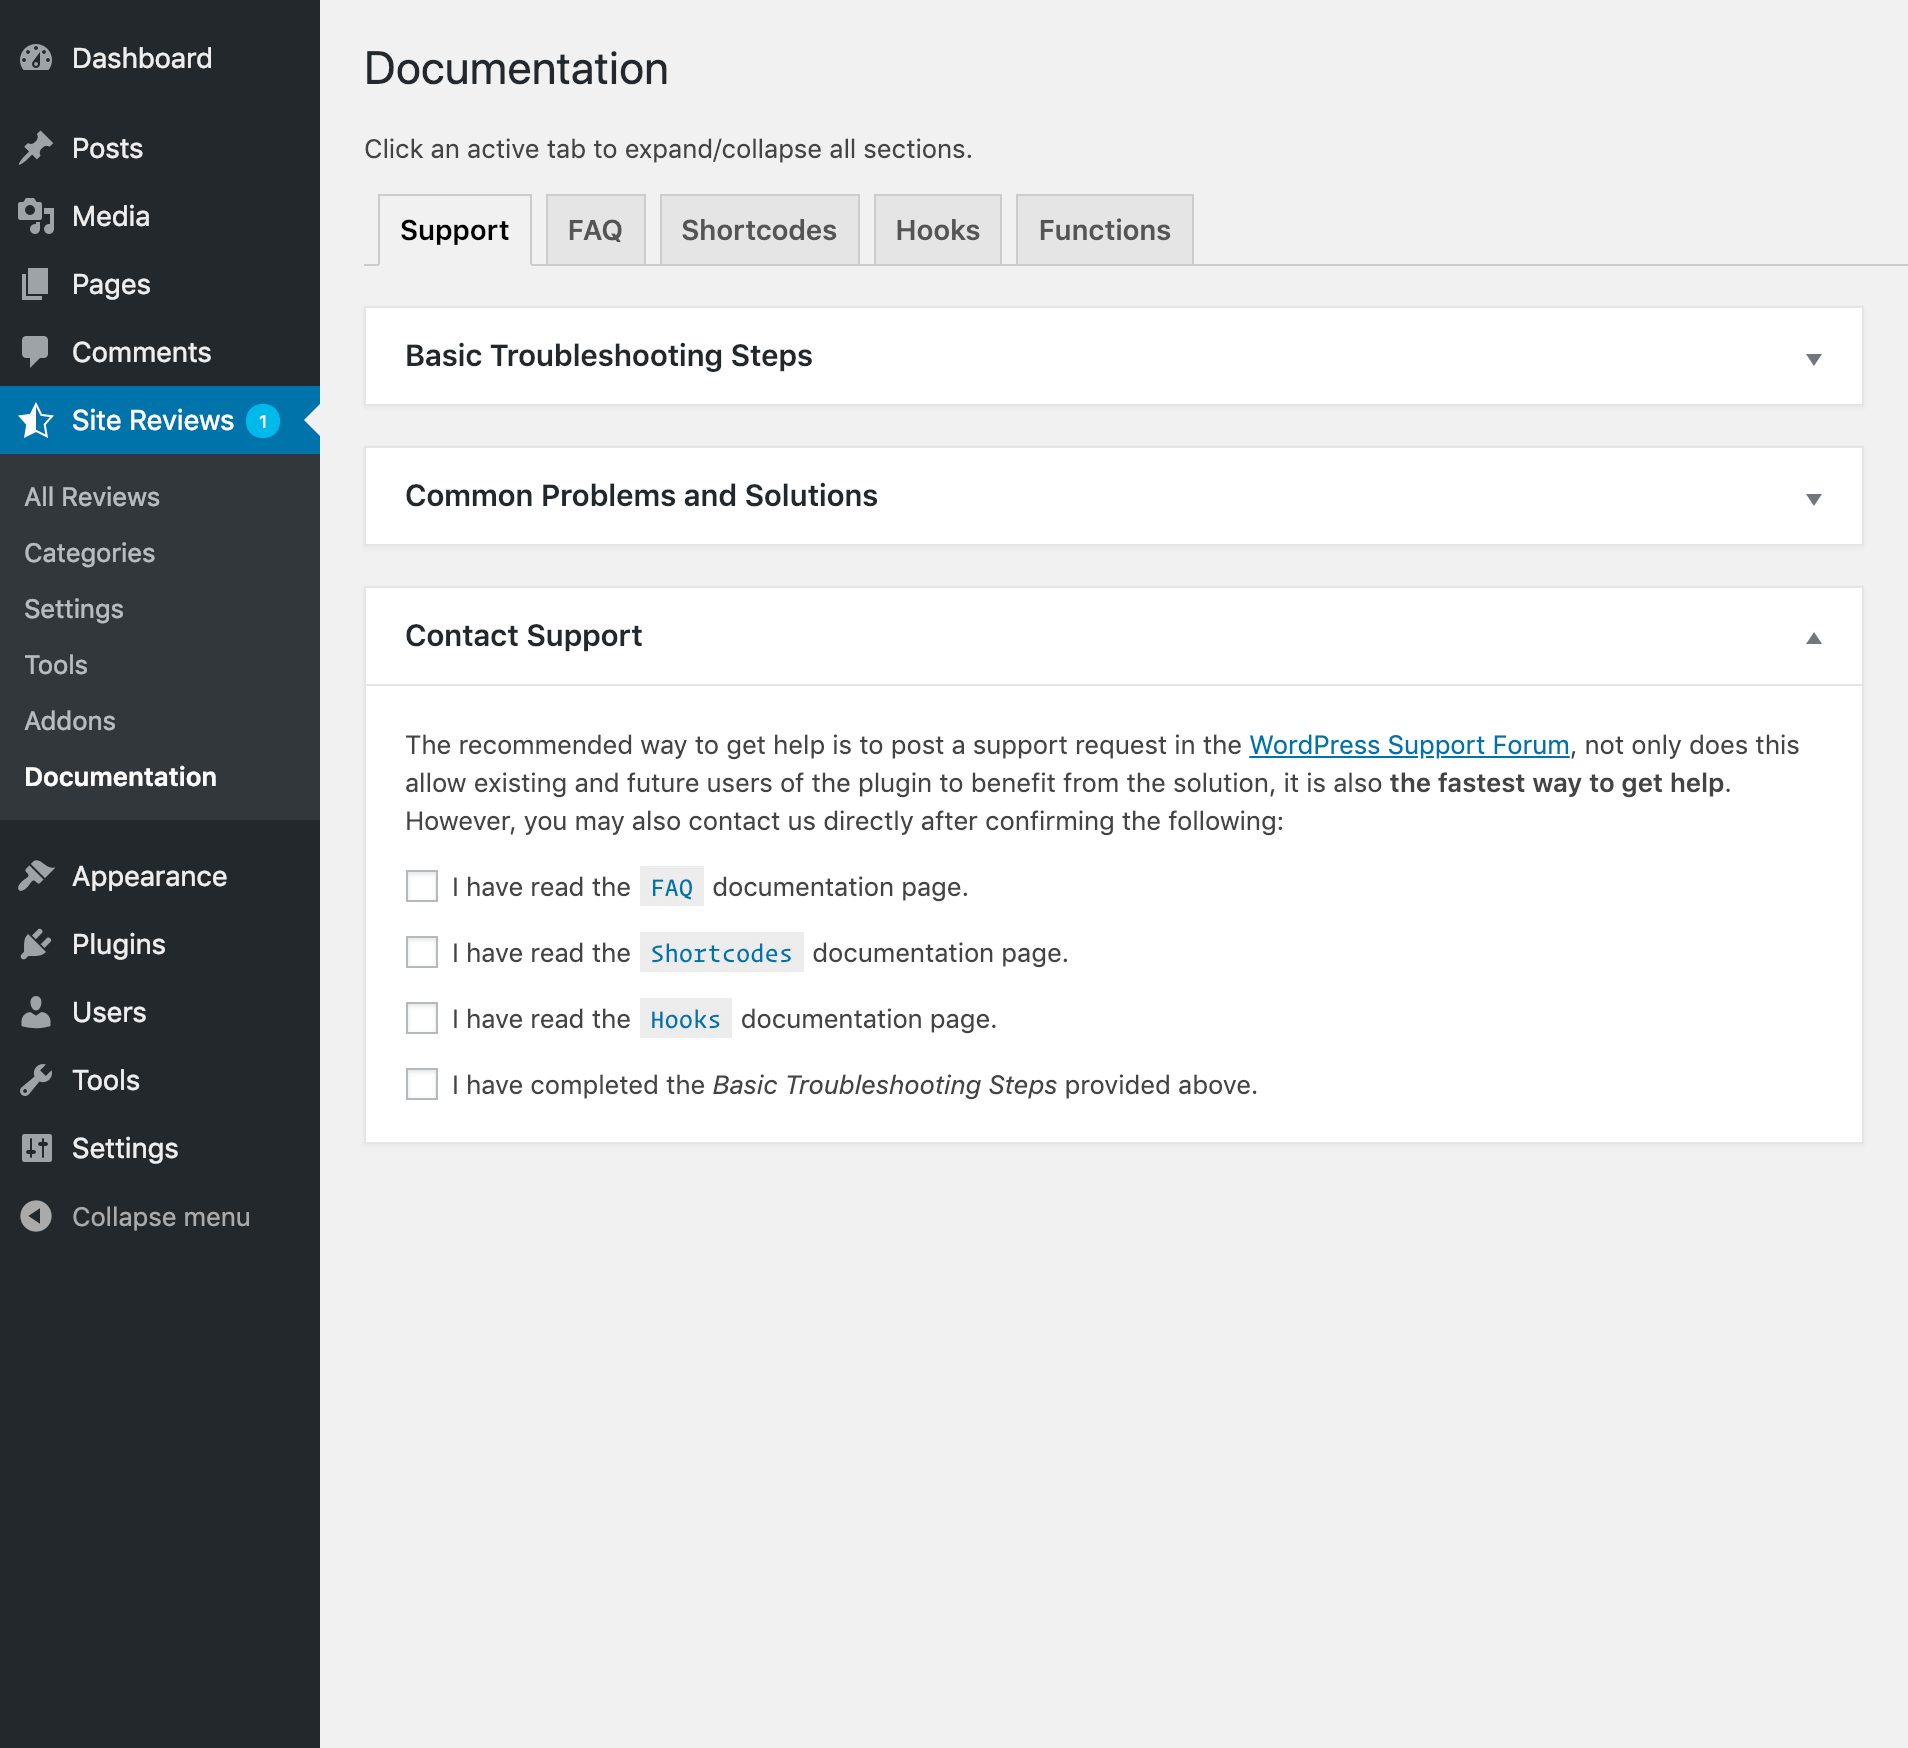 Dashboard
Posts
Media
Pages
Comments
Site Reviews 1
All Reviews
Categories
Settings
Tools
Addons
Documentation
Appearance
Plugins
Users
Tools
Settings
Collapse menu
Documentation
Click an active tab to expand/collapse all sections.
Support FAQ Shortcodes Hooks Functions
Basic Troubleshooting Steps
Common Problems and Solutions
Contact Support
The recommended way to get help is to post a support request in the WordPress Support Forum, not only does this
allow existing and future users of the plugin to benefit from the solution, it is also the fastest way to get help.
However, you may also contact us directly after confirming the following:
I have read the FAQ documentation page.
I have read the Shortcodes documentation page.
I have read the Hooks documentation page.
I have completed the Basic Troubleshooting Steps provided above.